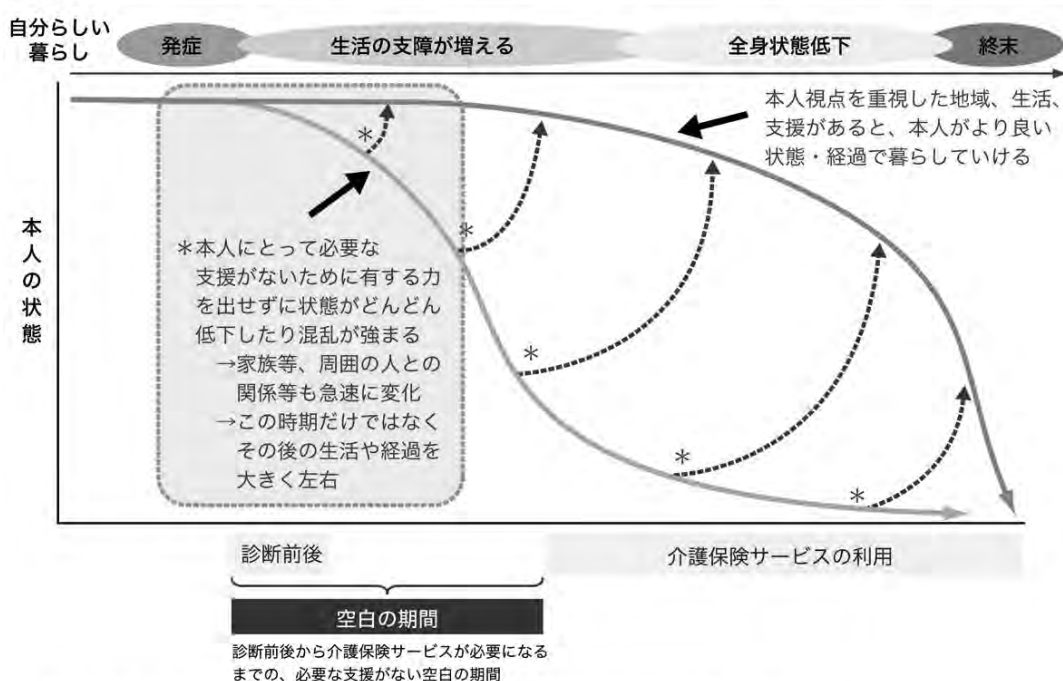 自分らしい
暮らし
発症
生活の支障が増える
全身状態低下
終末
本人視点を重視した地域、生活、
支援があると、本人がより良い
状態・経過で暮らしていける
本人の状態
＊
＊
＊
＊
＊
＊本人にとって必要な
支援がないために有する力
を出せずに状態がどんどん
低下したり混乱が強まる
→家族等、周囲の人との
関係等も急速に変化
→この時期だけではなく
その後の生活や経過を
大きく左右
診断前後
介護保険サービスの利用
空白の期間
診断前後から介護保険サービスが必要になる
までの、必要な支援がない空白の期間